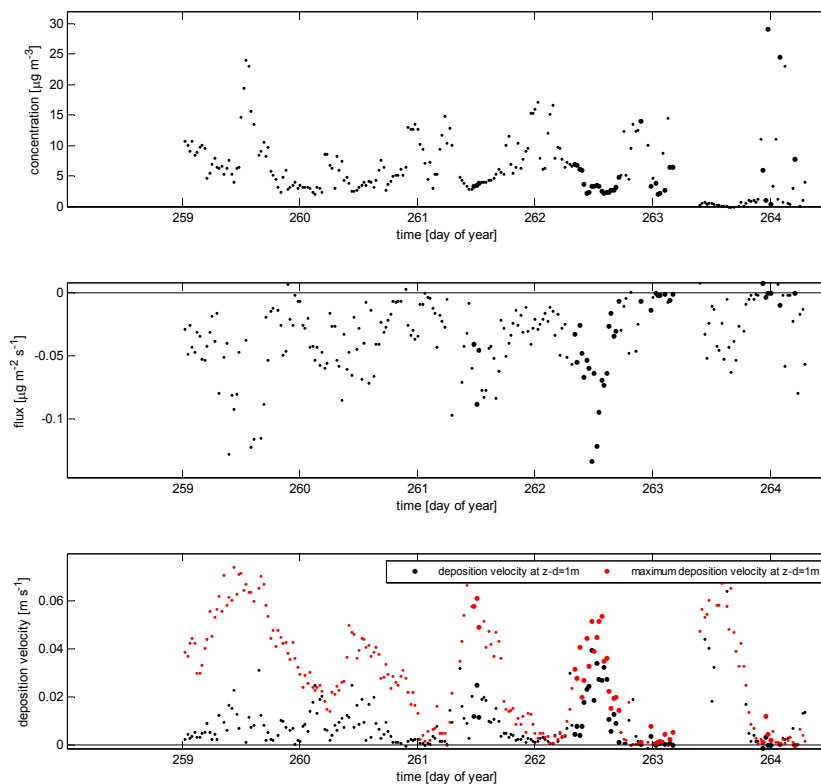 30
25
20
15
10
5
0
concentration [µg m-3]
259 260 261 262 263 264
time [day of year]
0
-0.05
-0.1
flux [µg m-2 s-1]
259 260 261 262 263 264
time [day of year]
deposition velocity at z-d=1m maximum deposition velocity at z-d=1m
0.06
0.04
0.02
0
deposition velocity [m s-1]
259 260 261 262 263 264
time [day of year]